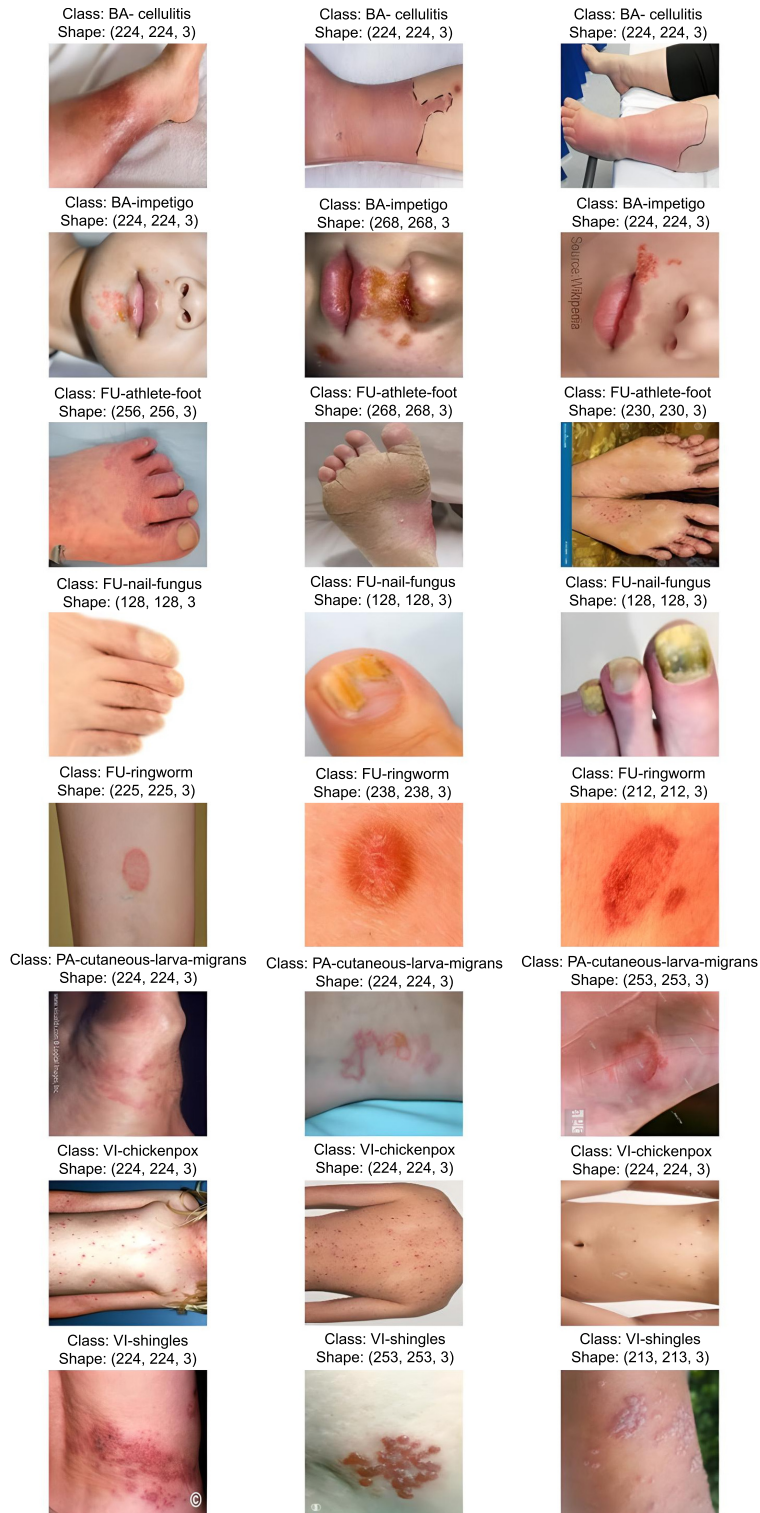 Class: BA- cellulitis
Shape: (224, 224, 3)
Class: BA- cellulitis
Shape: (224, 224, 3)
Class: BA- cellulitis
Shape: (224, 224, 3)
Class: BA-impetigo
Shape: (224, 224, 3)
Class: BA-impetigo
Shape: (268, 268, 3
Class: BA-impetigo
Shape: (224, 224, 3)
Source:Wikipedia
Class: FU-athlete-foot
Shape: (256, 256, 3)
Class: FU-athlete-foot
Shape: (268, 268, 3)
Class: FU-athlete-foot
Shape: (230, 230, 3)
Class: FU-nail-fungus
Shape: (128, 128, 3
Class: FU-nail-fungus
Shape: (128, 128, 3)
Class: FU-nail-fungus
Shape: (128, 128, 3)
Class: FU-ringworm
Shape: (225, 225, 3)
Class: FU-ringworm
Shape: (238, 238, 3)
Class: FU-ringworm
Shape: (212, 212, 3)
Class: PA-cutaneous-larva-migrans
Shape: (224, 224, 3)
Class: PA-cutaneous-larva-migrans
Shape: (224, 224, 3)
Class: PA-cutaneous-larva-migrans
Shape: (253, 253, 3)
Class: VI-chickenpox
Shape: (224, 224, 3)
Class: VI-chickenpox
Shape: (224, 224, 3)
Class: VI-chickenpox
Shape: (224, 224, 3)
Class: VI-shingles
Shape: (224, 224, 3)
Class: VI-shingles
Shape: (253, 253, 3)
Class: VI-shingles
Shape: (213, 213, 3)
©